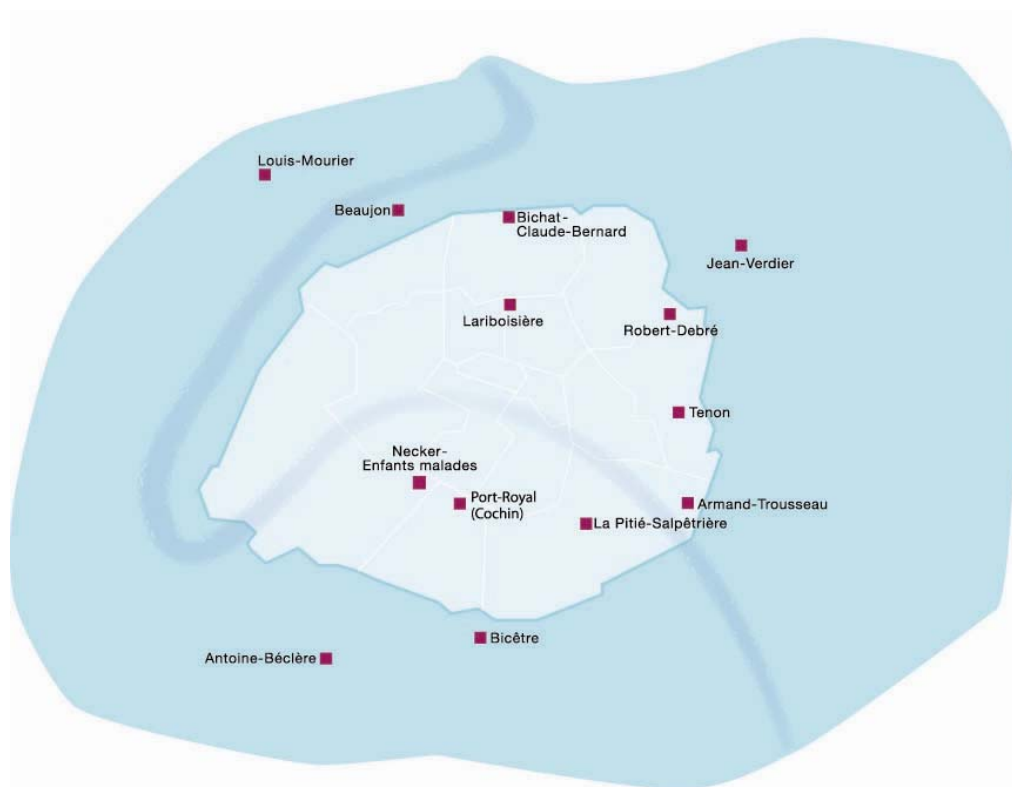 Louis-Mourier
Beaujon
Bichat-
Claude-Bernard
Jean-Verdier
Lariboisière
Robert-Debré
Tenon
Necker-
Enfants malades
Port-Royal
(Cochin)
Armand-Trousseau
La Pitié-Salpêtrière
Bicêtre
Antoine-Béclère